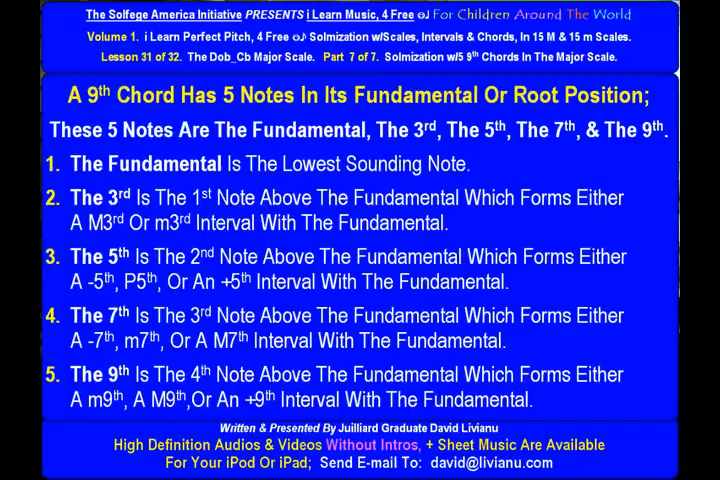 The Solfege America Initiative PRESENTS i Learn Music, 4 Free ɵ♪ For Children Around The World
Volume 1. i Learn Perfect Pitch, 4 Free ɵ♪ Solmization w/Scales, Intervals & Chords, In 15 M & 15 m Scales.
Lesson 31 of 32. The Dob_Cb Major Scale. Part 7 of 7. Solmization w/5 9th Chords In The Major Scale.
A 9th Chord Has 5 Notes In Its Fundamental Or Root Position;
These 5 Notes Are The Fundamental, The 3rd, The 5th, The 7th, & The 9th.
1. The Fundamental Is The Lowest Sounding Note.
2. The 3rd Is The 1st Note Above The Fundamental Which Forms Either
A M3rd Or m3rd Interval With The Fundamental.
3. The 5th Is The 2nd Note Above The Fundamental Which Forms Either
A -5th, P5th, Or An +5th Interval With The Fundamental.
4. The 7th Is The 3rd Note Above The Fundamental Which Forms Either
A -7th, m7th, Or A M7th Interval With The Fundamental.
5. The 9th Is The 4th Note Above The Fundamental Which Forms Either
A m9th, A M9th,Or An +9th Interval With The Fundamental.
Written & Presented By Juilliard Graduate David Livianu
High Definition Audios & Videos Without Intros, + Sheet Music Are Available
For Your iPod Or iPad; Send E-mail To: david@livianu.com